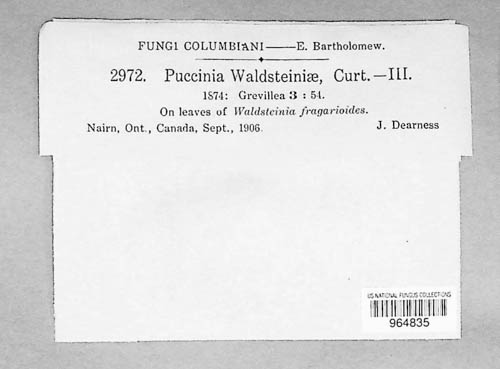 FUNGI COLUMBIANI——E. Bartholomew.
2972. Puccinia Waldsteiniæ, Curt.—III.
1874: Grevillea 3 : 54.
On leaves of Waldsteinia fragarioides.
Nairn, Ont., Canada, Sept., 1906. J. Dearness
US NATIONAL FUNGUS COLLECTIONS
964835